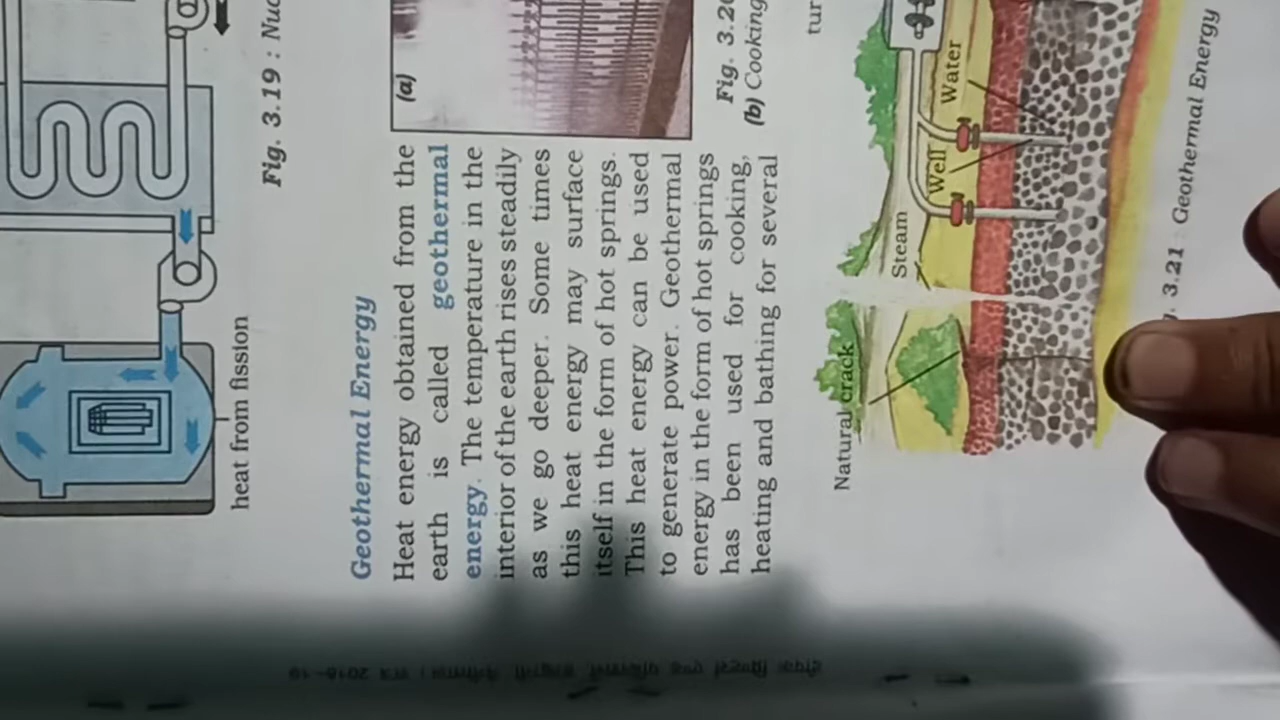 Fig. 3.19 : Nuc
heat from fission
Geothermal Energy
Heat energy obtained from the
earth is called geothermal
energy. The temperature in the
interior of the earth rises steadily
as we go deeper. Some times
this heat energy may surface
itself in the form of hot springs.
This heat energy can be used
to generate power. Geothermal
energy in the form of hot springs
has been used for cooking,
heating and bathing for several
(a)
Fig. 3.20
(b) Cooking
tur
Natural crack
Steam
Well
Water
3.21 : Geothermal Energy
2018-19